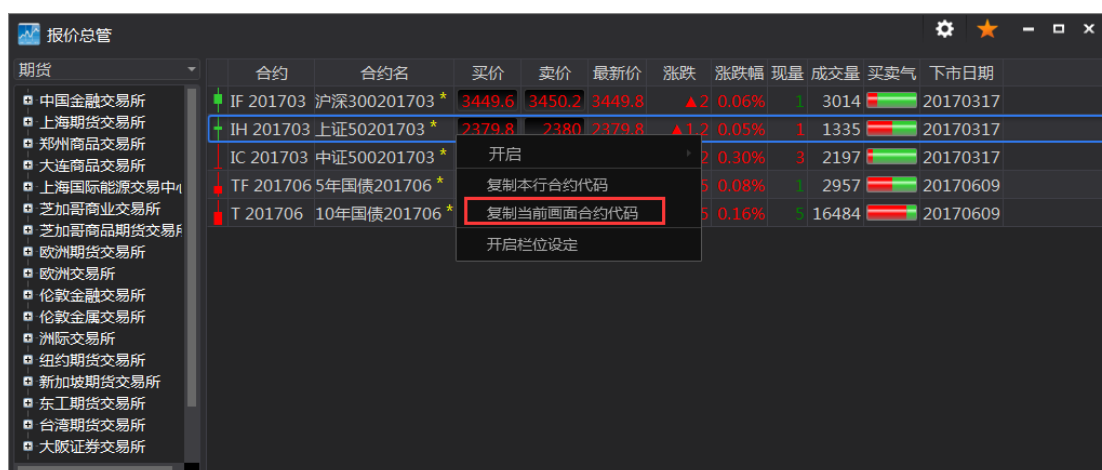 报价总管
期货
合约 合约名 买价 卖价 最新价 涨跌 涨跌幅 现量 成交量 买卖气 下市日期
中国金融交易所
上海期货交易所
郑州商品交易所
大连商品交易所
上海国际能源交易中
芝加哥商业交易所
芝加哥商品期货交易
欧洲期货交易所
欧洲交易所
伦敦金融交易所
伦敦金属交易所
洲际交易所
纽约期货交易所
新加坡期货交易所
东工期货交易所
台湾期货交易所
大阪证券交易所
IF 201703 沪深300201703 * 3449.6 3450.2 3449.8 ▲2 0.06% 1 3014 20170317
IH 201703 上证50201703 * 2379.8 2380 2379.8 ▲1.2 0.05% 1 1335 20170317
IC 201703 中证500201703 * 2 0.30% 3 2197 20170317
TF 201706 5年国债201706 * 5 0.08% 1 2957 20170609
T 201706 10年国债201706 * 5 0.16% 5 16484 20170609
开启
复制本行合约代码
复制当前画面合约代码
开启栏位设定